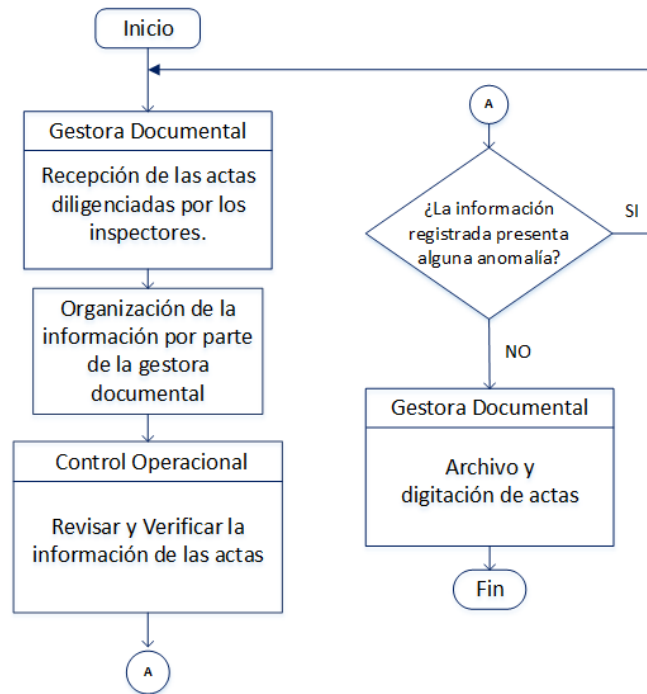 Inicio
Gestora Documental
Recepción de las actas
diligenciadas por los
inspectores.
Organización de la
información por parte
de la gestora
documental
Control Operacional
Revisar y Verificar la
información de las actas
A
A
¿La información
registrada presenta
alguna anomalía?
SI
NO
Gestora Documental
Archivo y
digitación de actas
Fin